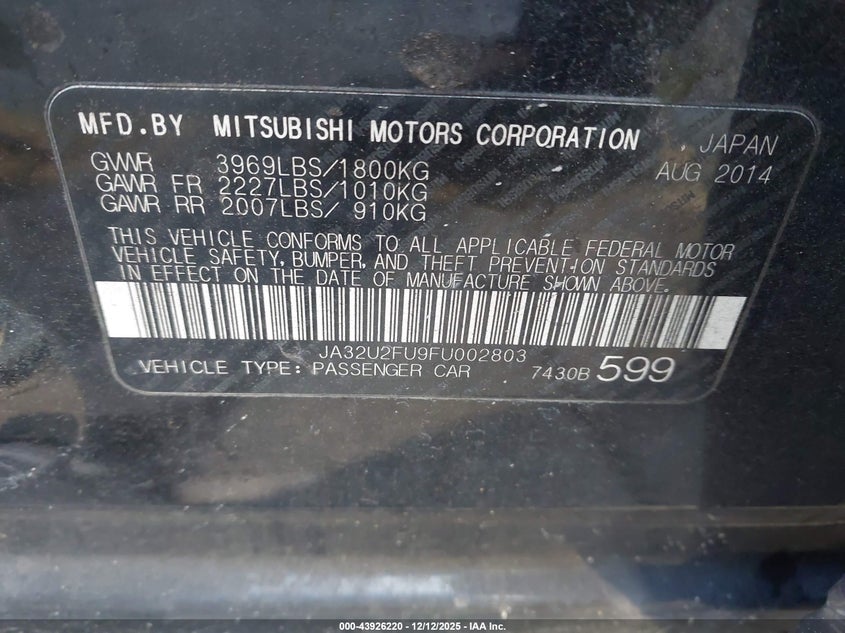 MFD.BY MITSUBISHI MOTORS CORPORATION JAPAN
GVWR 3969LBS/1800KG AUG 2014
GAWR FR 2227LBS/1010KG
GAWR RR 2007LBS/ 910KG
THIS VEHICLE CONFORMS TO ALL APPLICABLE FEDERAL MOTOR
VEHICLE SAFETY, BUMPER, AND THEFT PREVENTION STANDARDS
IN EFFECT ON THE DATE OF MANUFACTURE SHOWN ABOVE.
JA32U2FU9FU002803
VEHICLE TYPE: PASSENGER CAR 7430B 599
000-43926220 - 12/12/2025 - IAA Inc.